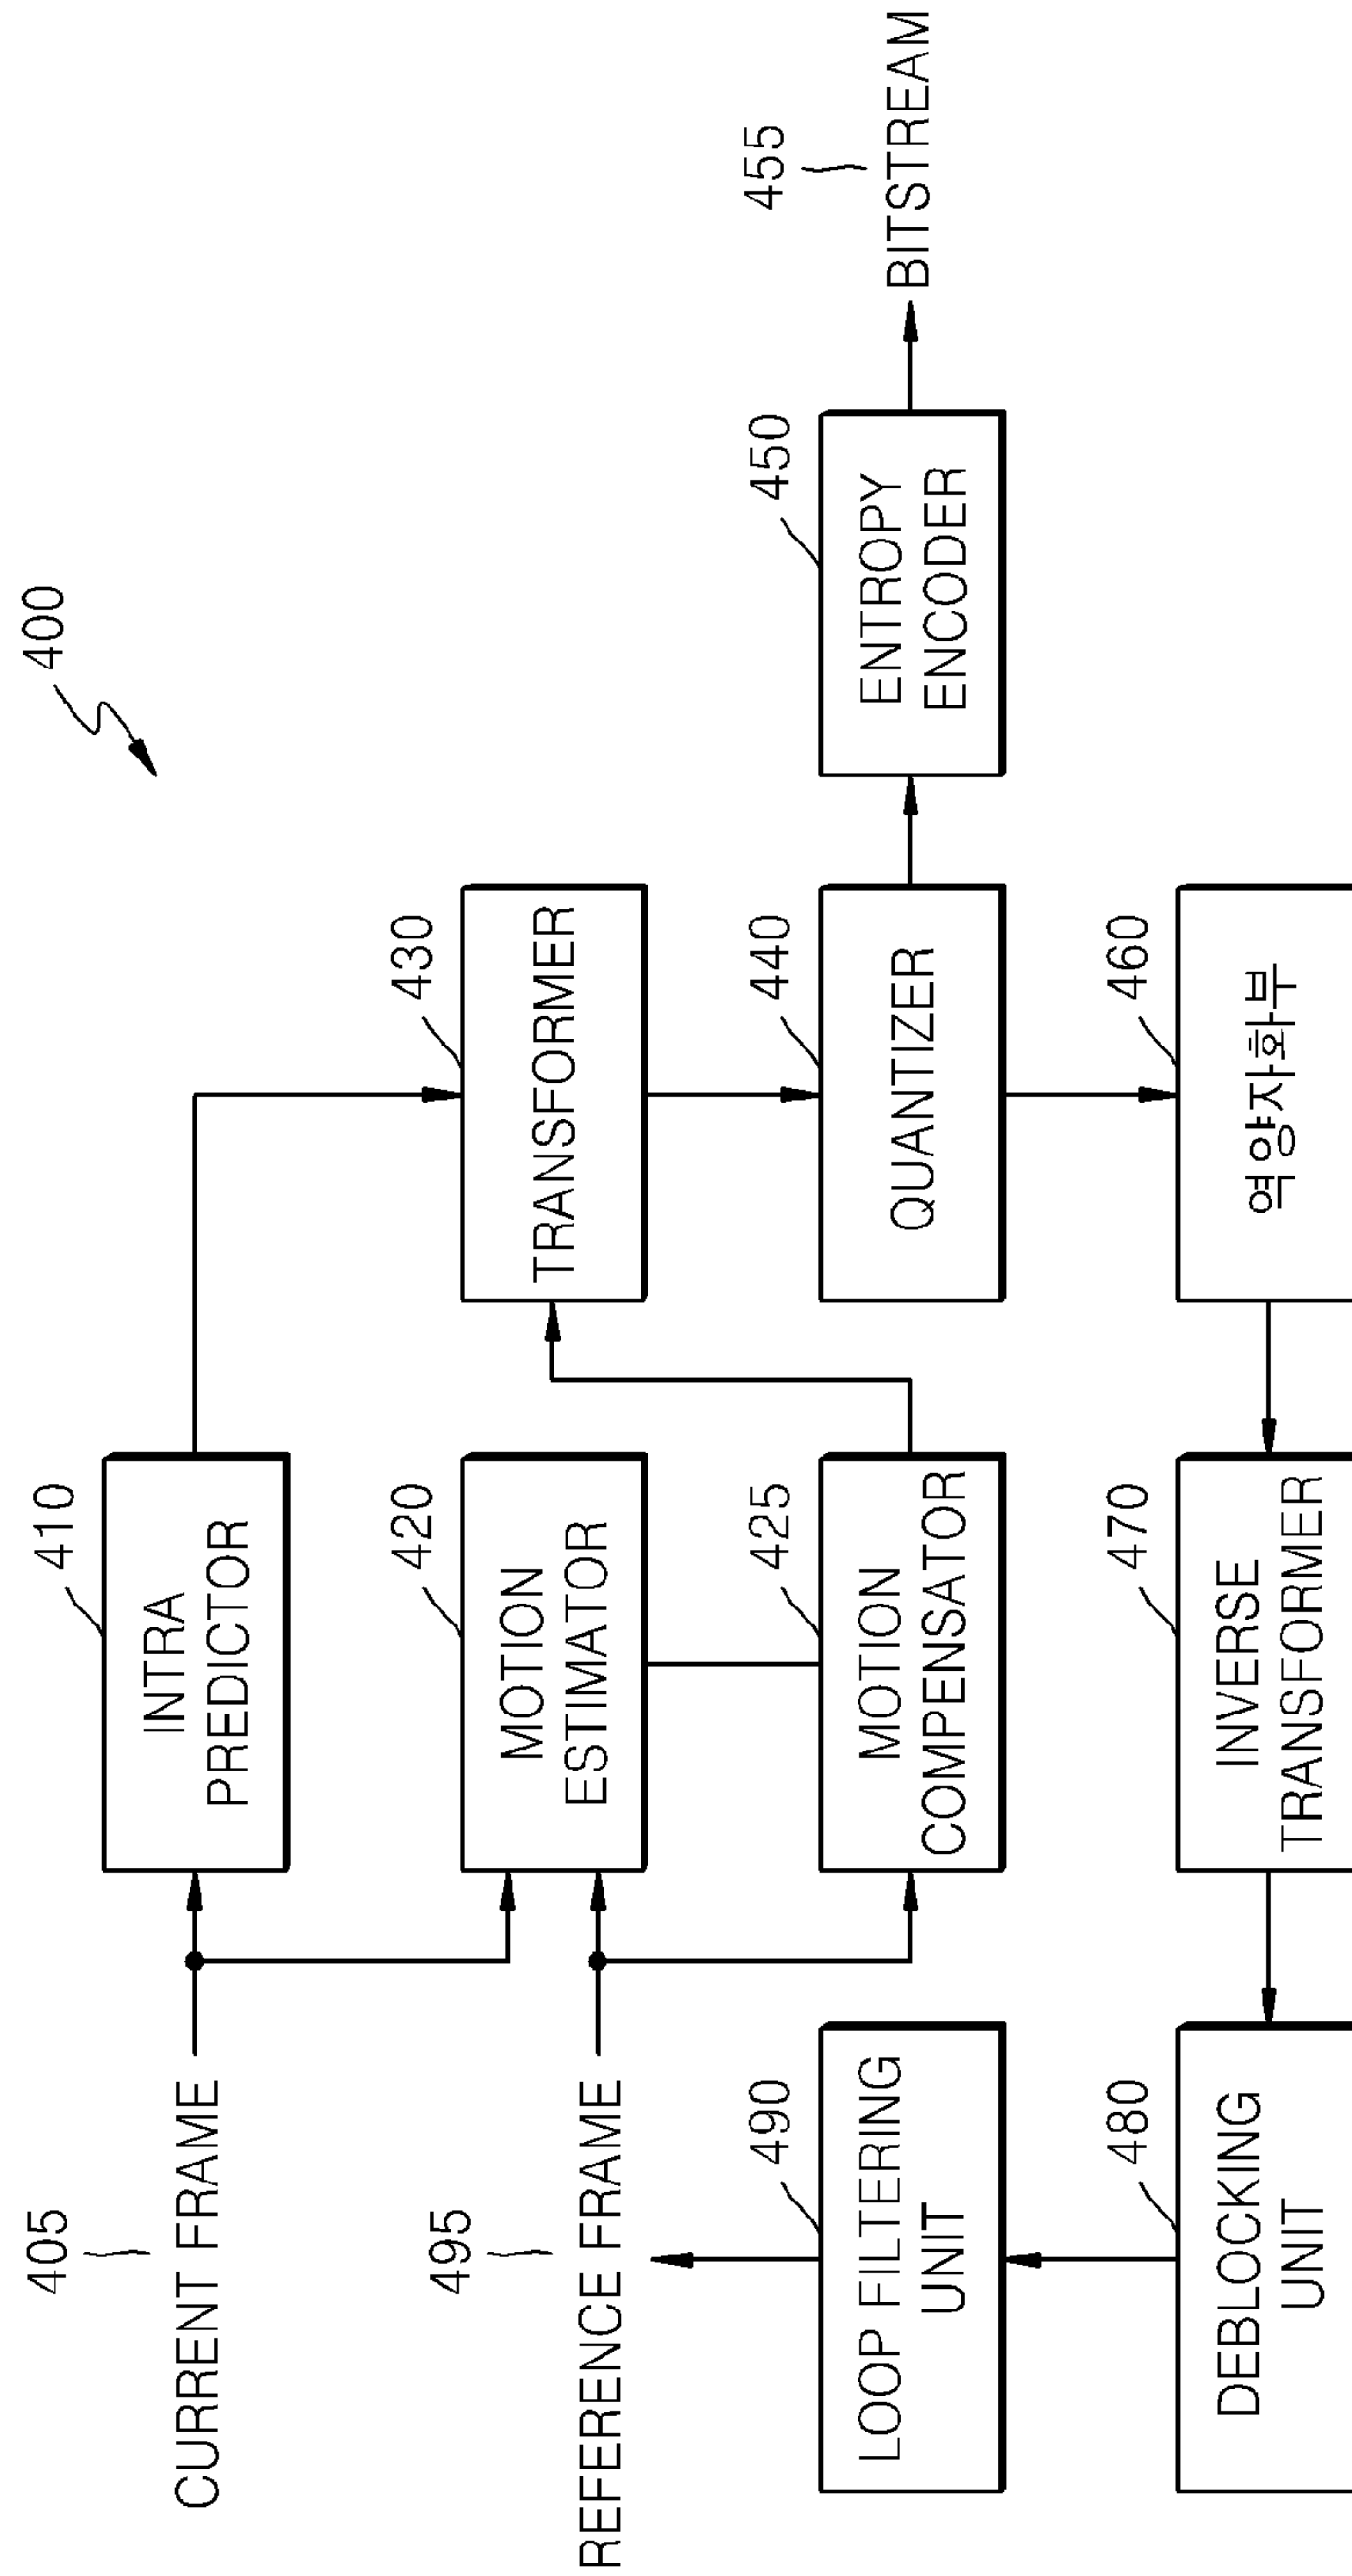 400
405
CURRENT FRAME
410
INTRA
PREDICTOR
495
REFERENCE FRAME
420
MOTION
ESTIMATOR
430
TRANSFORMER
490
LOOP FILTERING
UNIT
425
MOTION
COMPENSATOR
440
QUANTIZER
450
ENTROPY
ENCODER
455
BITSTREAM
480
DEBLOCKING
UNIT
470
INVERSE
TRANSFORMER
460
역양자화부